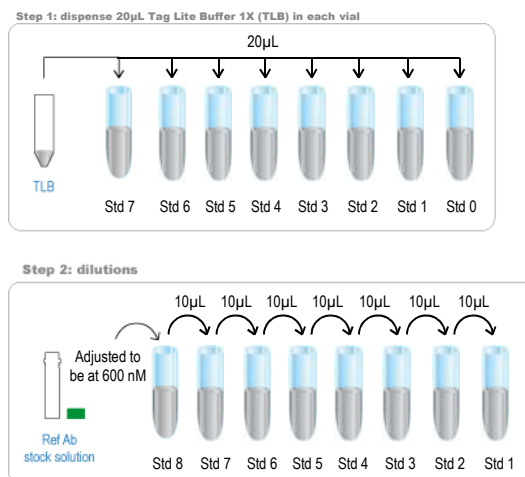 Step 1: dispense 20µL Tag Lite Buffer 1X (TLB) in each vial
20µL
TLB
Std 7 Std 6 Std 5 Std 4 Std 3 Std 2 Std 1 Std 0
Step 2: dilutions
10µL 10µL 10µL 10µL 10µL 10µL 10µL
Adjusted to
be at 600 nM
Ref Ab
stock solution
Std 8 Std 7 Std 6 Std 5 Std 4 Std 3 Std 2 Std 1